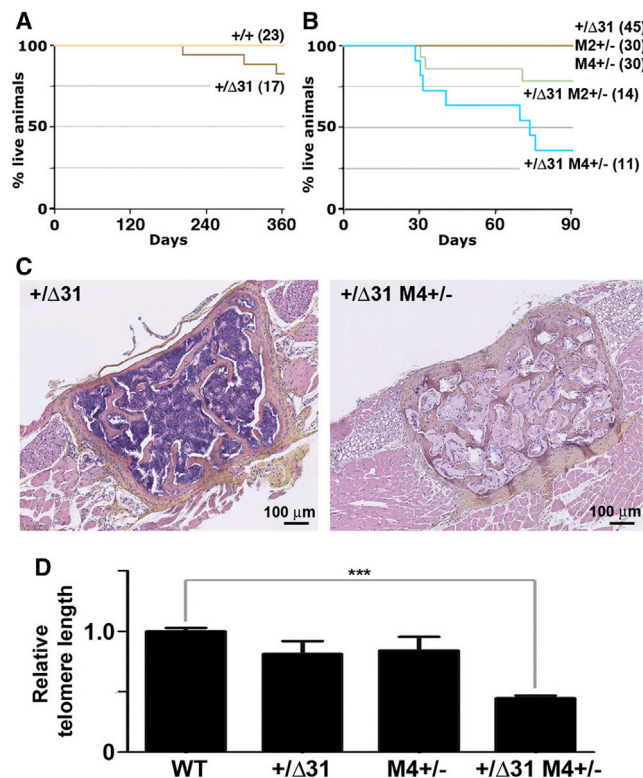 A
+/+ (23)
100
+/Δ31 (17)
50
0
% live animals
0 120 240 360
Days
B
+/Δ31 (45)
M2+/- (30)
M4+/- (30)
100
+/Δ31 M2+/- (14)
50
+/Δ31 M4+/- (11)
0
% live animals
0 30 60 90
Days
C
+/Δ31
100 μm
+/Δ31 M4+/-
100 μm
D
***
1.0
0
Relative
telomere length
WT +/Δ31 M4+/- +/Δ31 M4+/-